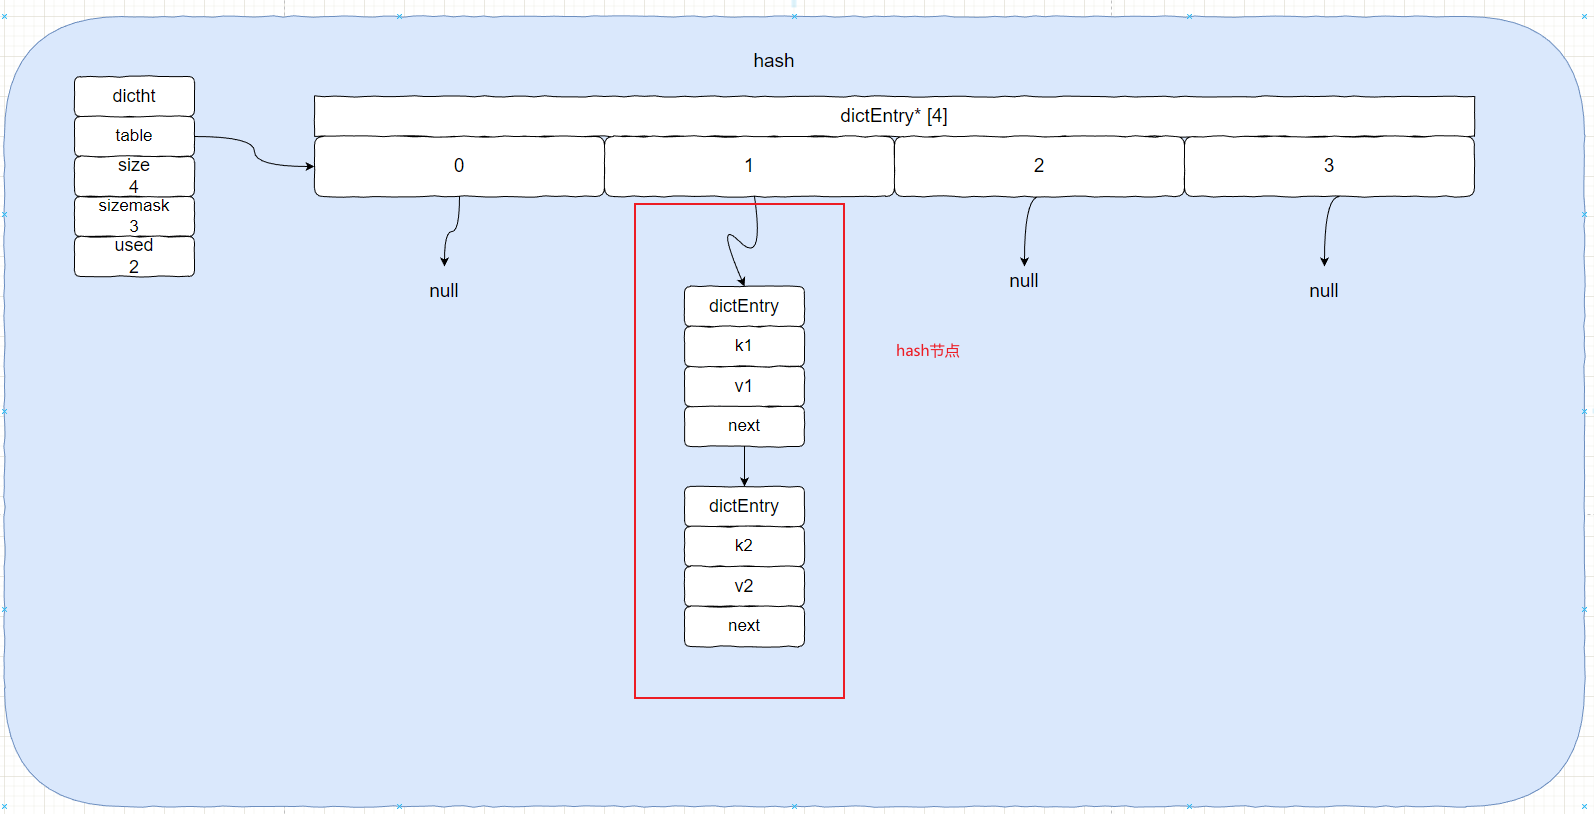 hash
dictht
table
size
4
sizemask
3
used
2
dictEntry* [4]
0
1
2
3
null
null
null
dictEntry
k1
v1
next
hash节点
dictEntry
k2
v2
next